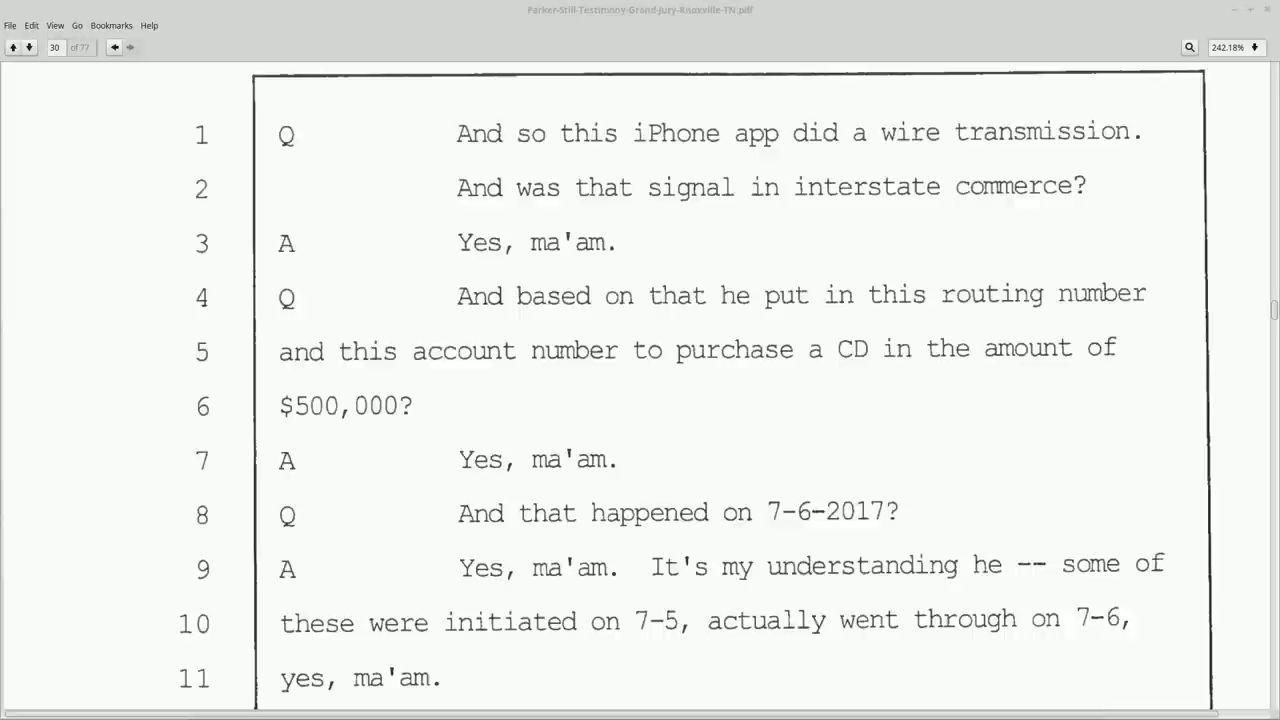 Parker-Still-Testimony-Grand-Jury-Knoxville-TN.pdf
File Edit View Go Bookmarks Help
30 of 77 242.18%
1 Q And so this iPhone app did a wire transmission.
2 And was that signal in interstate commerce?
3 A Yes, ma'am.
4 Q And based on that he put in this routing number
5 and this account number to purchase a CD in the amount of
6 $500,000?
7 A Yes, ma'am.
8 Q And that happened on 7-6-2017?
9 A Yes, ma'am. It's my understanding he -- some of
10 these were initiated on 7-5, actually went through on 7-6,
11 yes, ma'am.